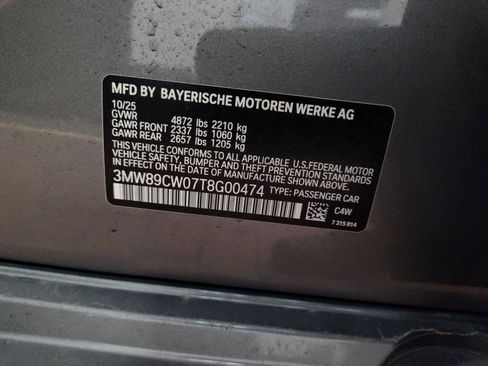 MFD BY BAYERISCHE MOTOREN WERKE AG
10/25
GVWR 4872 lbs 2210 kg
GAWR FRONT 2337 lbs 1060 kg
GAWR REAR 2657 lbs 1205 kg
THIS VEHICLE CONFORMS TO ALL APPLICABLE U.S.FEDERAL MOTOR
VEHICLE SAFETY, BUMPER AND THEFT PREVENTION STANDARDS
IN EFFECT ON THE DATE OF MANUFACTURE SHOWN ABOVE.
3MW89CW07T8G00474 TYPE: PASSENGER CAR
C4W
7 315 814